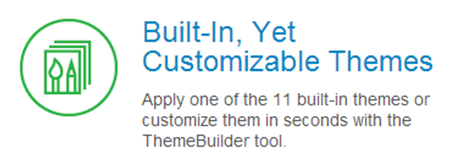 Built-In, Yet
Customizable Themes
Apply one of the 11 built-in themes or
customize them in seconds with the
ThemeBuilder tool.